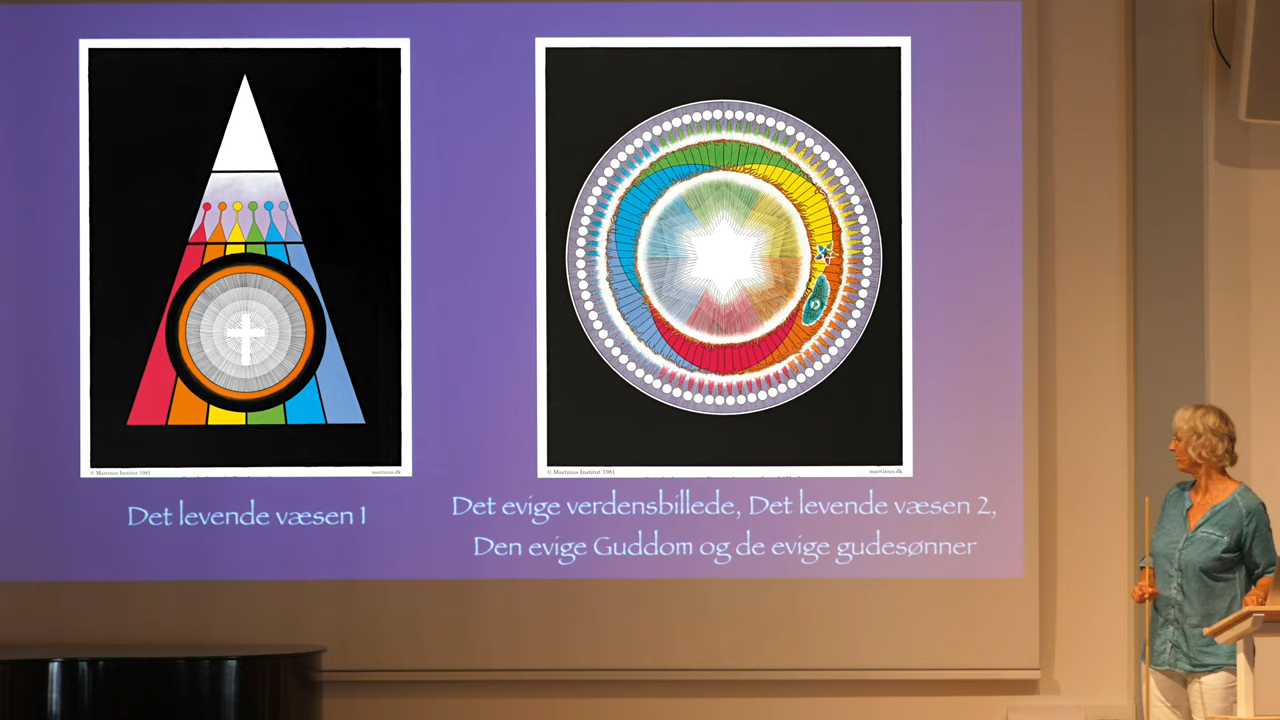 © Martinus Institut 1981
martinus.dk
© Martinus Institut 1981
martinus.dk
Det levende væsen 1
Det evige verdensbillede, Det levende væsen 2,
Den evige Guddom og de evige gudesønner